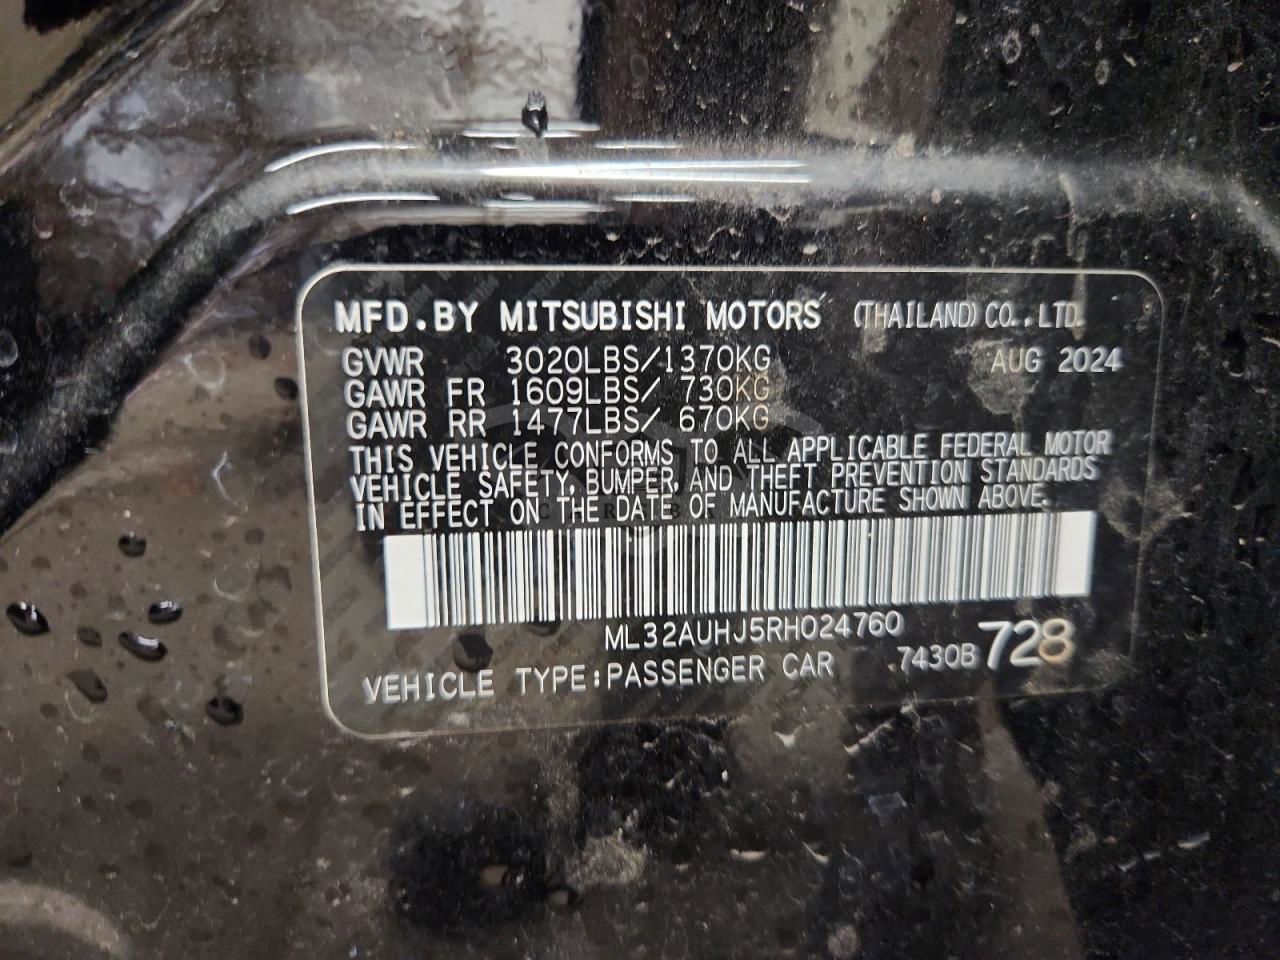 MFD.BY MITSUBISHI MOTORS (THAILAND) CO.,LTD.
GVWR 3020LBS/1370KG AUG 2024
GAWR FR 1609LBS/ 730KG
GAWR RR 1477LBS/ 670KG
THIS VEHICLE CONFORMS TO ALL APPLICABLE FEDERAL MOTOR
VEHICLE SAFETY, BUMPER, AND THEFT PREVENTION STANDARDS
IN EFFECT ON THE DATE OF MANUFACTURE SHOWN ABOVE.
ML32AUHJ5RH024760
VEHICLE TYPE:PASSENGER CAR 7430B 728